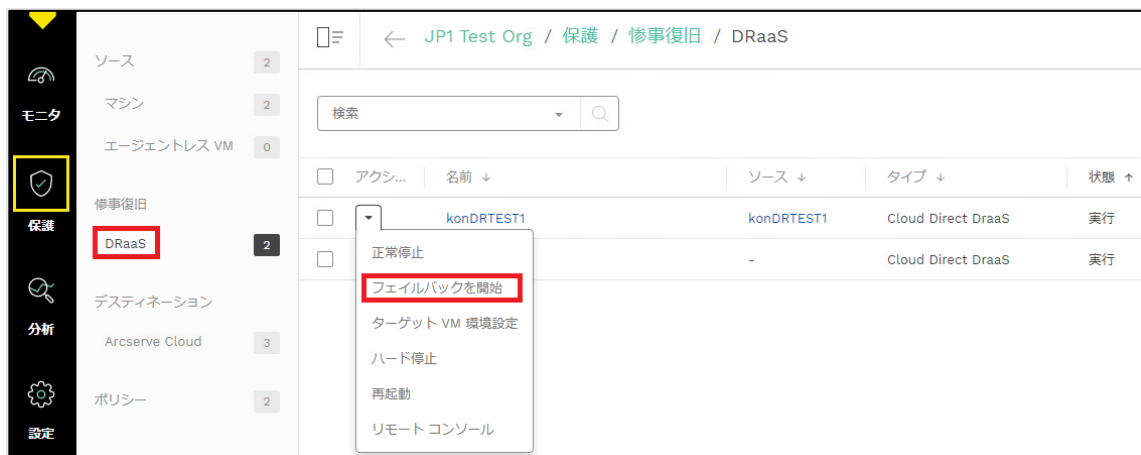 JP1 Test Org / 保護 / 惨事復旧 / DRaaS
モニタ
保護
分析
設定
ソース 2
マシン 2
エージェントレス VM 0
惨事復旧
DRaaS 2
デスティネーション
Arcserve Cloud 3
ポリシー 2
検索
アクシ... 名前 ↓ ソース ↓ タイプ ↓ 状態 ↑
konDRTEST1 konDRTEST1 Cloud Direct DraaS 実行
- Cloud Direct DraaS 実行
正常停止
フェイルバックを開始
ターゲット VM 環境設定
ハード停止
再起動
リモート コンソール